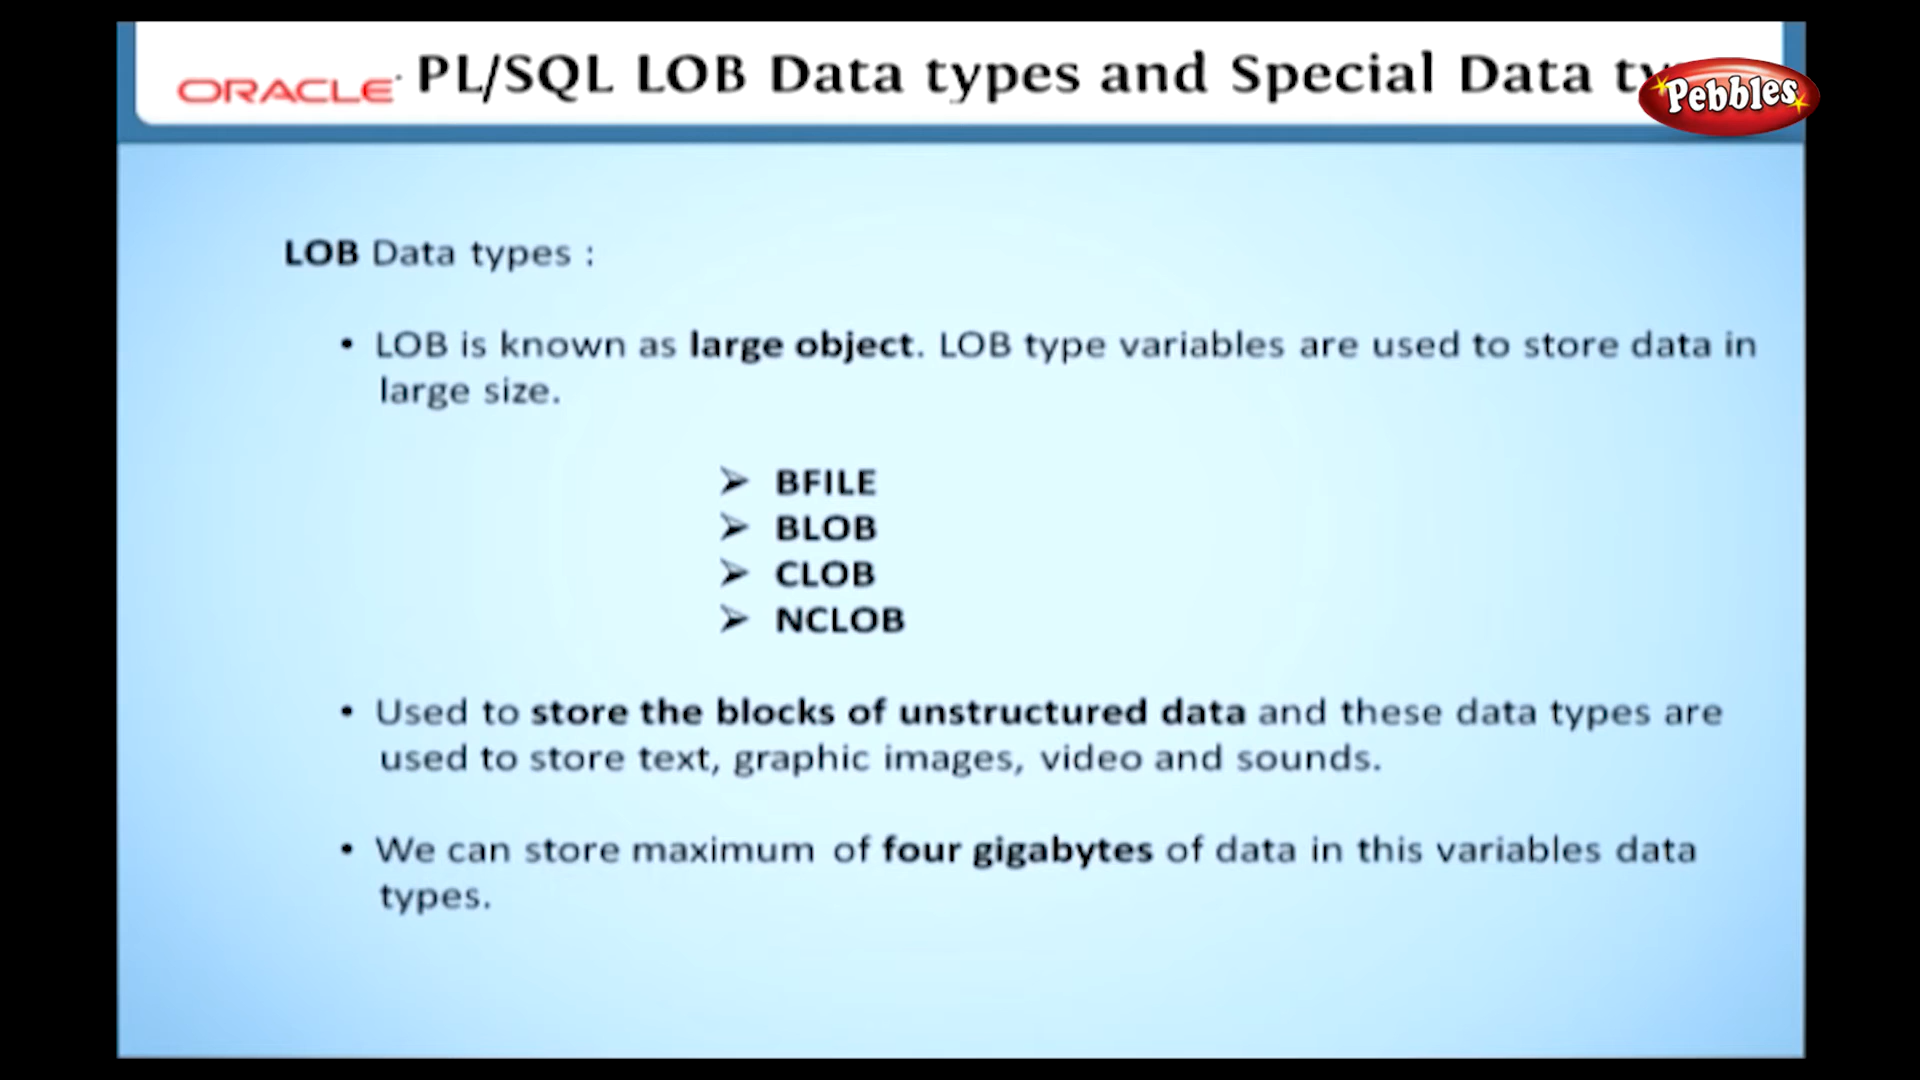 ORACLE PL/SQL LOB Data types and Special Data ty
Pebbles
LOB Data types :
• LOB is known as large object. LOB type variables are used to store data in
large size.
➢ BFILE
➢ BLOB
➢ CLOB
➢ NCLOB
• Used to store the blocks of unstructured data and these data types are
used to store text, graphic images, video and sounds.
• We can store maximum of four gigabytes of data in this variables data
types.